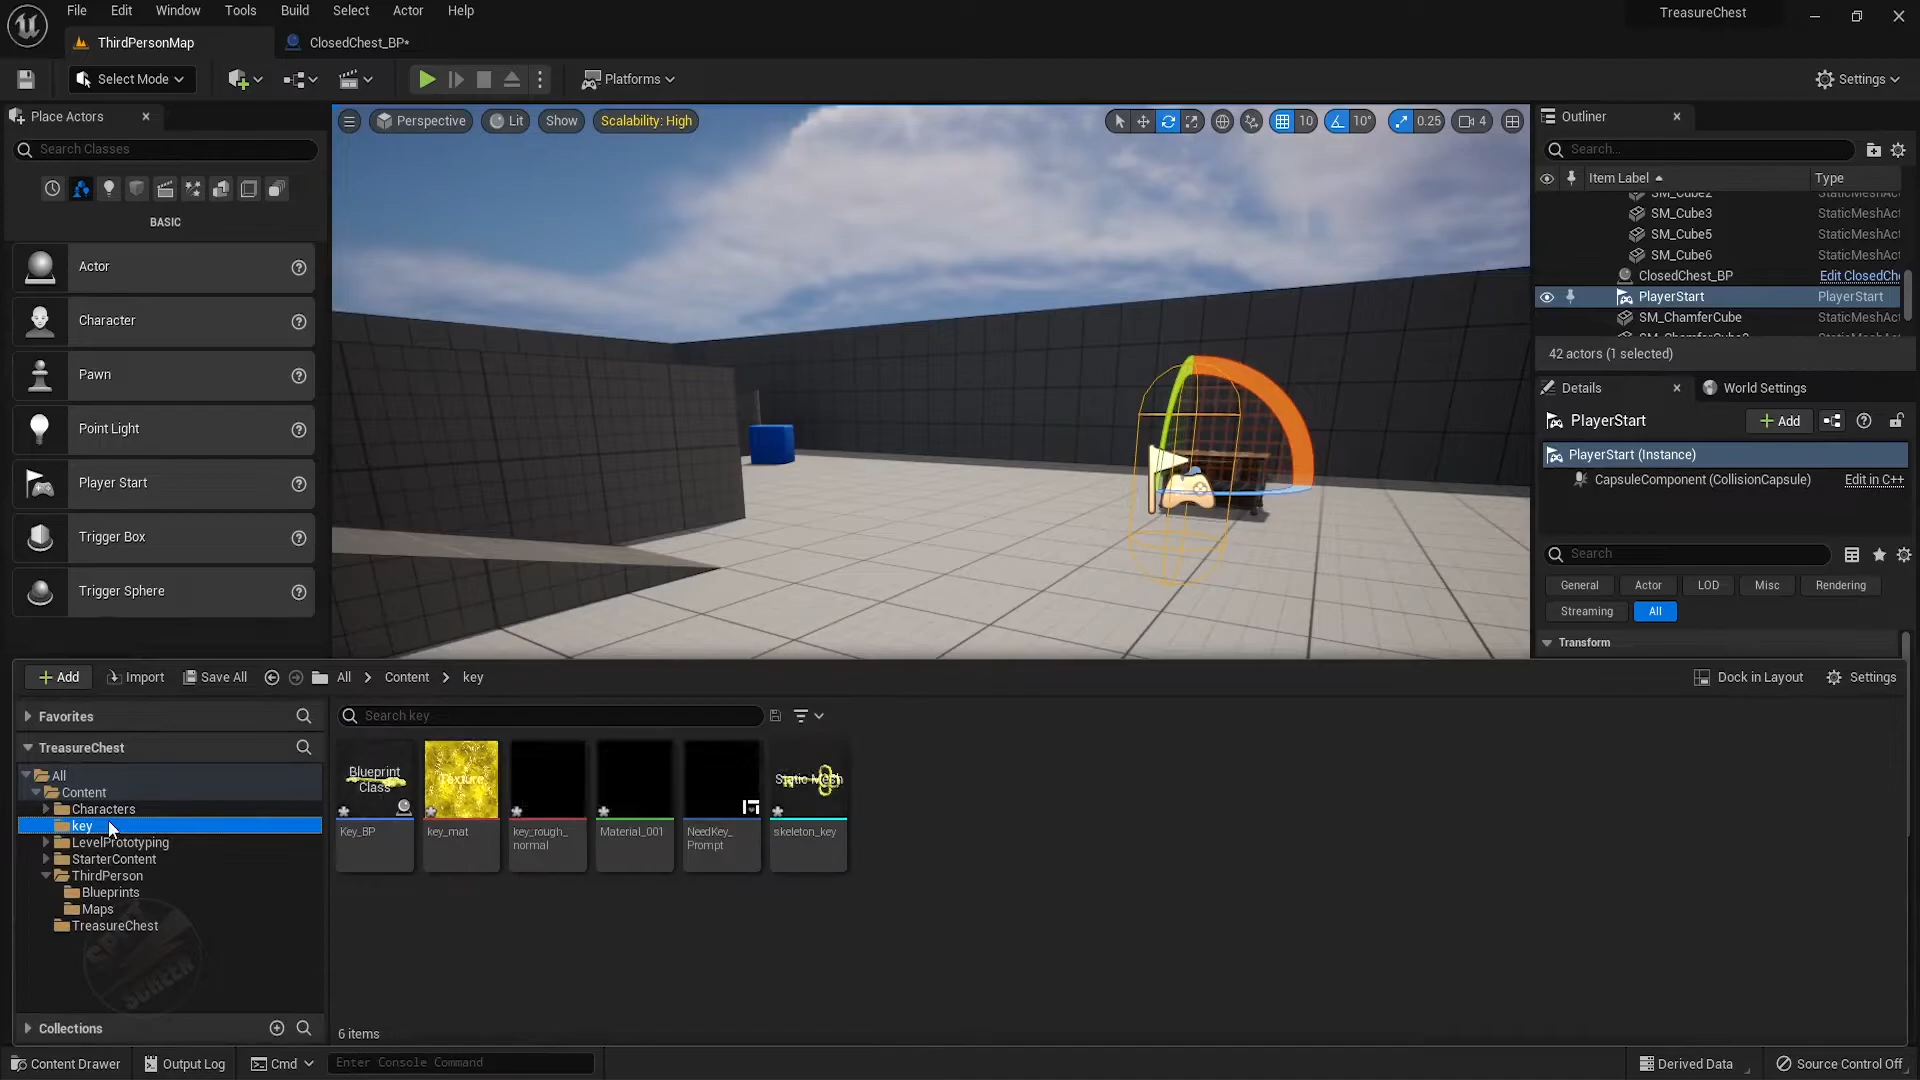 File Edit Window Tools Build Select Actor Help
TreasureChest
ThirdPersonMap
ClosedChest_BP*
Select Mode
Platforms
Settings
Place Actors
Search Classes
BASIC
Actor
Character
Pawn
Point Light
Player Start
Trigger Box
Trigger Sphere
Perspective
Lit
Show
Scalability: High
10
10°
0.25
4
Outliner
Search...
Item Label
Type
SM_Cube2 StaticMeshAct
SM_Cube3 StaticMeshAct
SM_Cube5 StaticMeshAct
SM_Cube6 StaticMeshAct
ClosedChest_BP Edit ClosedChe
PlayerStart PlayerStart
SM_ChamferCube StaticMeshAct
42 actors (1 selected)
Details
World Settings
PlayerStart
Add
PlayerStart (Instance)
CapsuleComponent (CollisionCapsule) Edit in C++
Search
General Actor LOD Misc Rendering
Streaming All
Transform
Add
Import
Save All
All
Content
key
Dock in Layout
Settings
Favorites
TreasureChest
All
Content
Characters
key
LevelPrototyping
StarterContent
ThirdPerson
Blueprints
Maps
TreasureChest
Collections
Search key
Blueprint
Class
Texture
Static Mesh
Key_BP
key_mat
key_rough_
normal
Material_001
NeedKey_
Prompt
skeleton_key
6 items
SPLIT
SCREEN
Content Drawer
Output Log
Cmd
Enter Console Command
Derived Data
Source Control Off